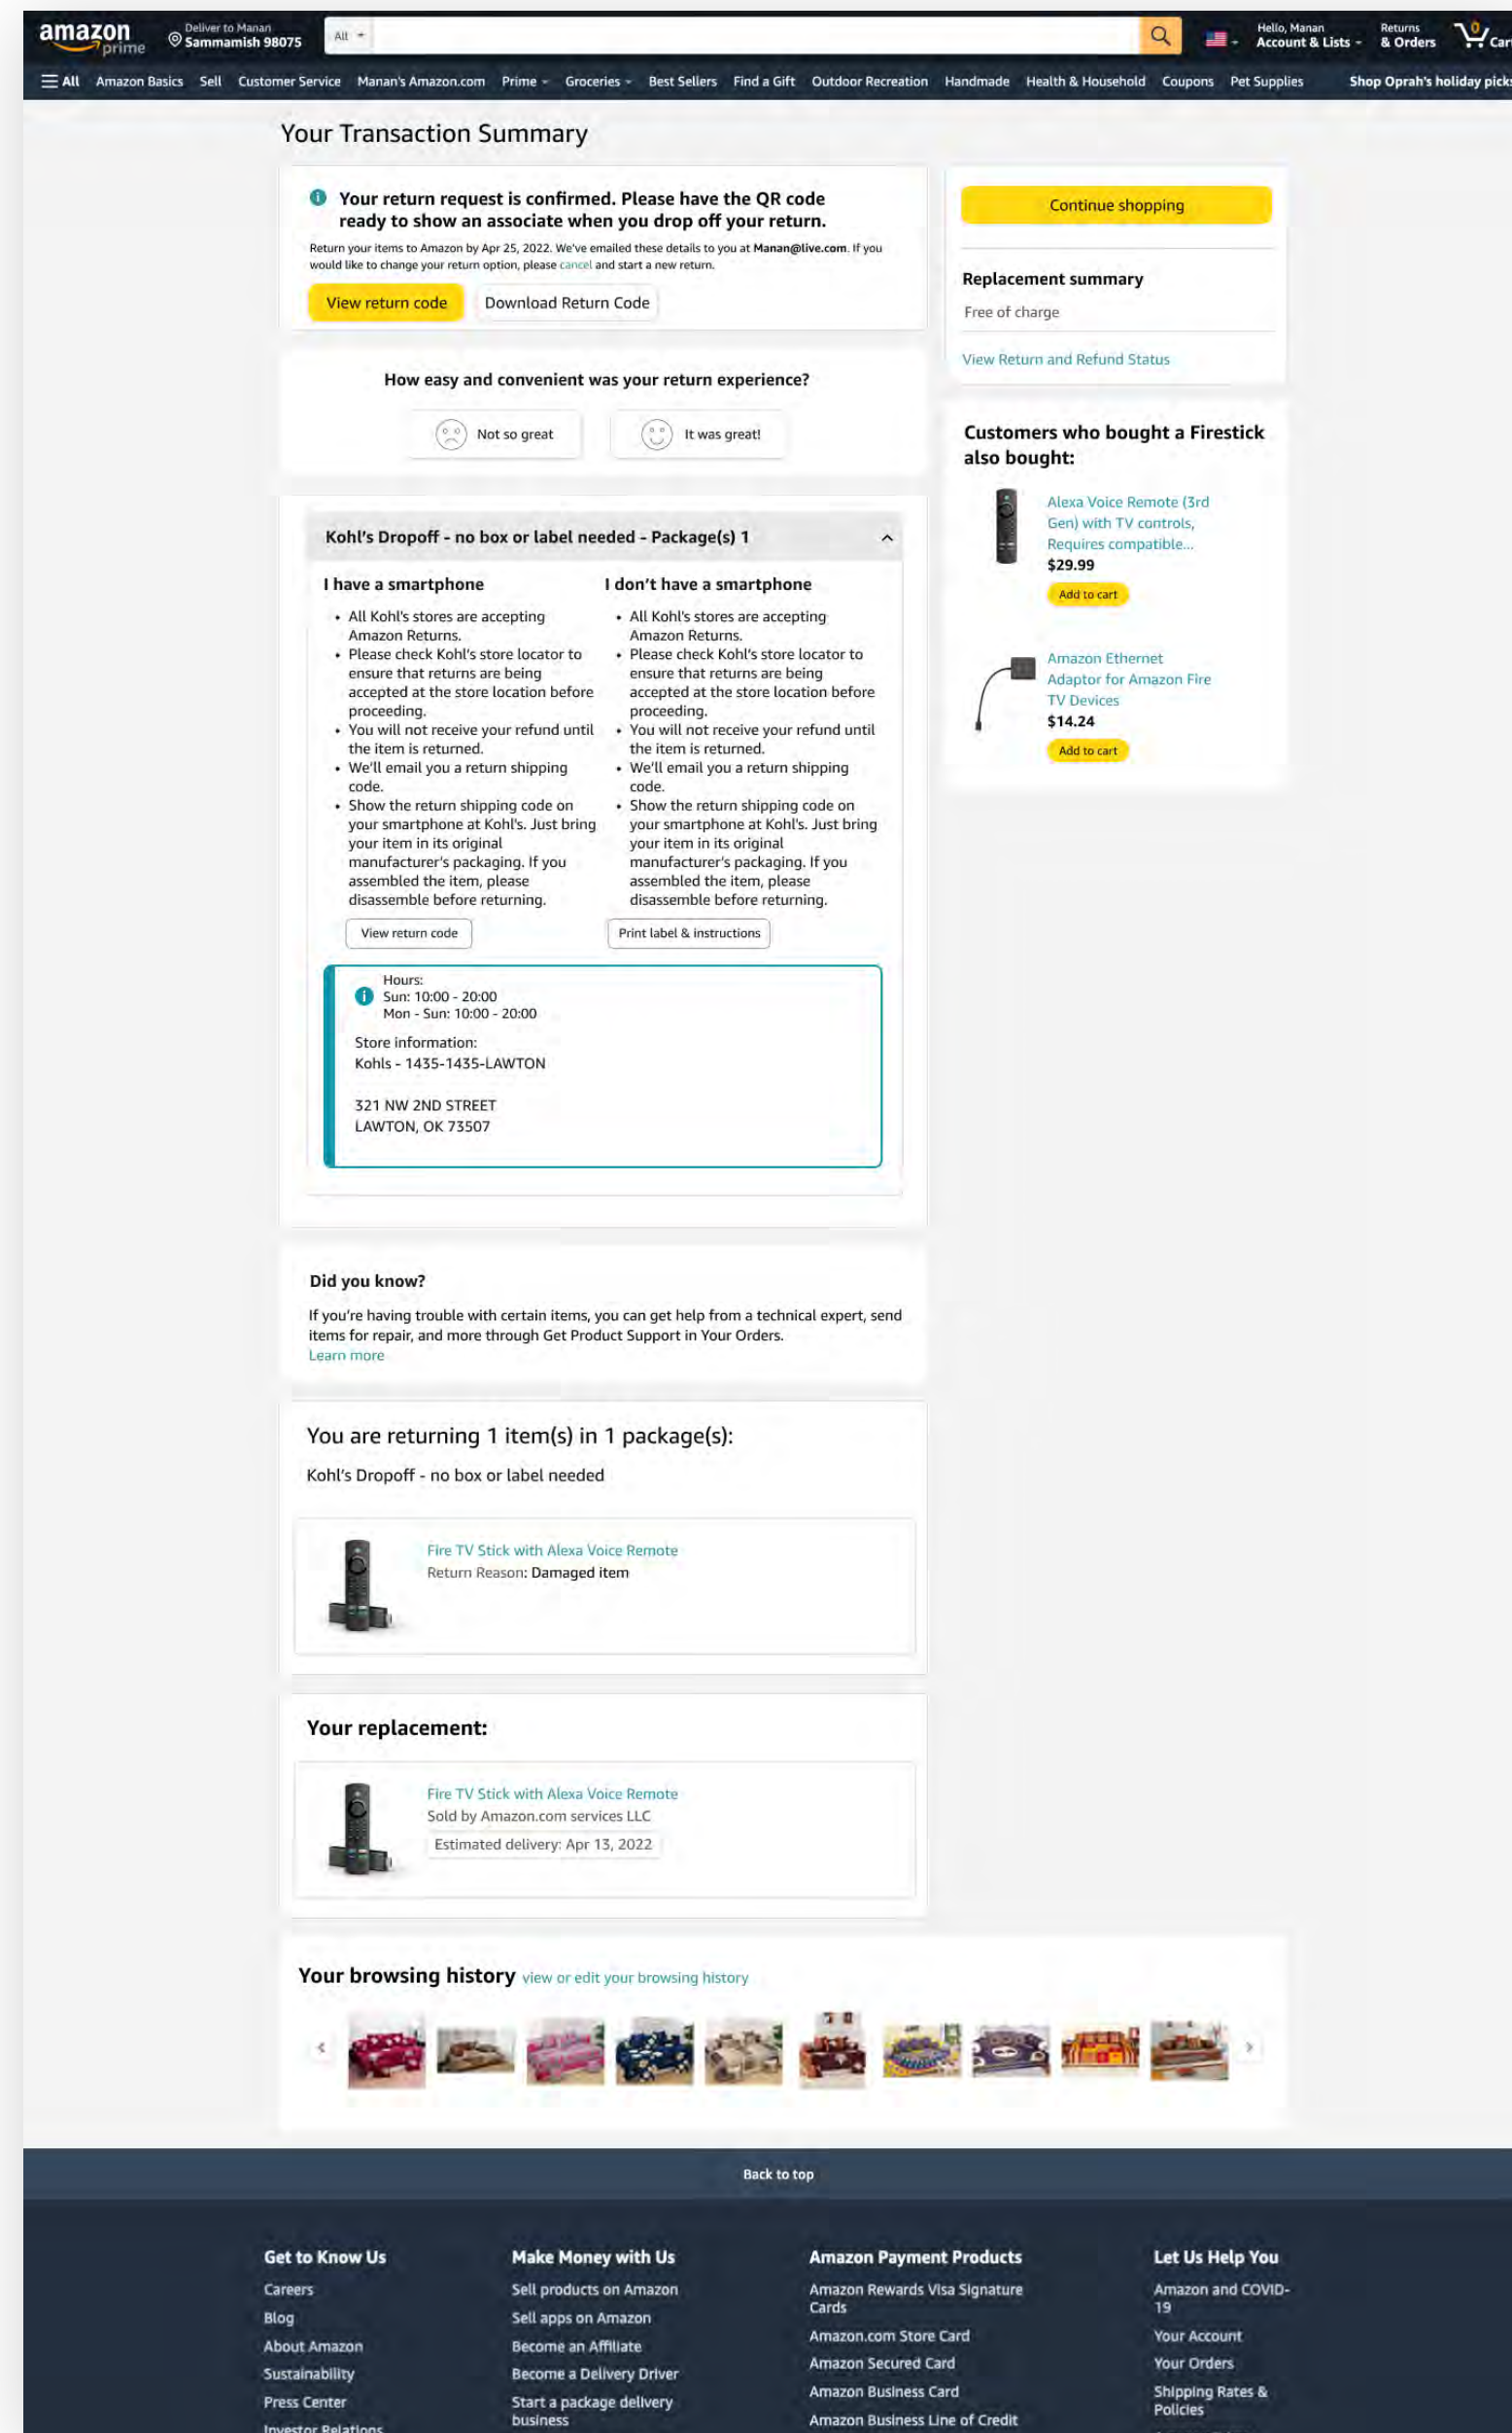 amazon
prime
Deliver to Manan
Sammamish 98075
All
Hello, Manan
Account & Lists
Returns
& Orders
0
Cart
All Amazon Basics Sell Customer Service Manan's Amazon.com Prime Groceries Best Sellers Find a Gift Outdoor Recreation Handmade Health & Household Coupons Pet Supplies Shop Oprah's holiday picks
Your Transaction Summary
Your return request is confirmed. Please have the QR code
ready to show an associate when you drop off your return.
Return your items to Amazon by Apr 25, 2022. We've emailed these details to you at Manan@live.com. If you
would like to change your return option, please cancel and start a new return.
View return code Download Return Code
Continue shopping
Replacement summary
Free of charge
View Return and Refund Status
How easy and convenient was your return experience?
Not so great It was great!
Customers who bought a Firestick
also bought:
Alexa Voice Remote (3rd
Gen) with TV controls,
Requires compatible...
$29.99
Add to cart
Amazon Ethernet
Adaptor for Amazon Fire
TV Devices
$14.24
Add to cart
Kohl's Dropoff - no box or label needed - Package(s) 1
I have a smartphone
• All Kohl's stores are accepting
Amazon Returns.
• Please check Kohl's store locator to
ensure that returns are being
accepted at the store location before
proceeding.
• You will not receive your refund until
the item is returned.
• We'll email you a return shipping
code.
• Show the return shipping code on
your smartphone at Kohl's. Just bring
your item in its original
manufacturer's packaging. If you
assembled the item, please
disassemble before returning.
View return code
I don't have a smartphone
• All Kohl's stores are accepting
Amazon Returns.
• Please check Kohl's store locator to
ensure that returns are being
accepted at the store location before
proceeding.
• You will not receive your refund until
the item is returned.
• We'll email you a return shipping
code.
• Show the return shipping code on
your smartphone at Kohl's. Just bring
your item in its original
manufacturer's packaging. If you
assembled the item, please
disassemble before returning.
Print label & instructions
Hours:
Sun: 10:00 - 20:00
Mon - Sun: 10:00 - 20:00
Store information:
Kohls - 1435-1435-LAWTON
321 NW 2ND STREET
LAWTON, OK 73507
Did you know?
If you're having trouble with certain items, you can get help from a technical expert, send
items for repair, and more through Get Product Support in Your Orders.
Learn more
You are returning 1 item(s) in 1 package(s):
Kohl's Dropoff - no box or label needed
Fire TV Stick with Alexa Voice Remote
Return Reason: Damaged item
Your replacement:
Fire TV Stick with Alexa Voice Remote
Sold by Amazon.com services LLC
Estimated delivery: Apr 13, 2022
Your browsing history view or edit your browsing history
Back to top
Get to Know Us
Careers
Blog
About Amazon
Sustainability
Press Center
Investor Relations
Make Money with Us
Sell products on Amazon
Sell apps on Amazon
Become an Affiliate
Become a Delivery Driver
Start a package delivery
business
Amazon Payment Products
Amazon Rewards Visa Signature
Cards
Amazon.com Store Card
Amazon Secured Card
Amazon Business Card
Amazon Business Line of Credit
Let Us Help You
Amazon and COVID-
19
Your Account
Your Orders
Shipping Rates &
Policies